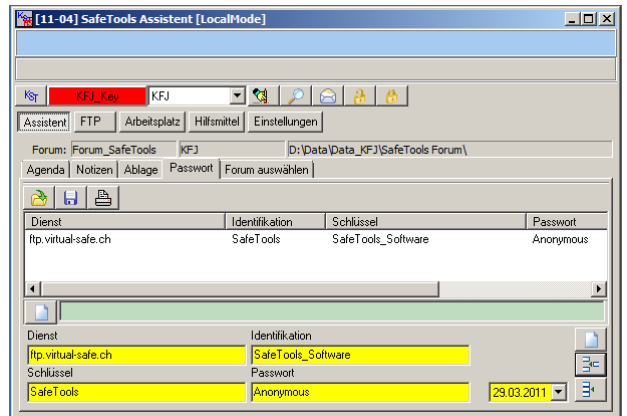 [11-04] SafeTools Assistent [LocalMode]
KST KFJ_Key KFJ
Assistent FTP Arbeitsplatz Hilfsmittel Einstellungen
Forum: Forum_SafeTools KFJ D:\Data\Data_KFJ\SafeTools Forum\
Agenda Notizen Ablage Passwort Forum auswählen
Dienst Identifikation Schlüssel Passwort
ftp.virtual-safe.ch SafeTools SafeTools_Software Anonymous
Dienst Identifikation
ftp.virtual-safe.ch SafeTools_Software
Schlüssel Passwort
SafeTools Anonymous 29.03.2011